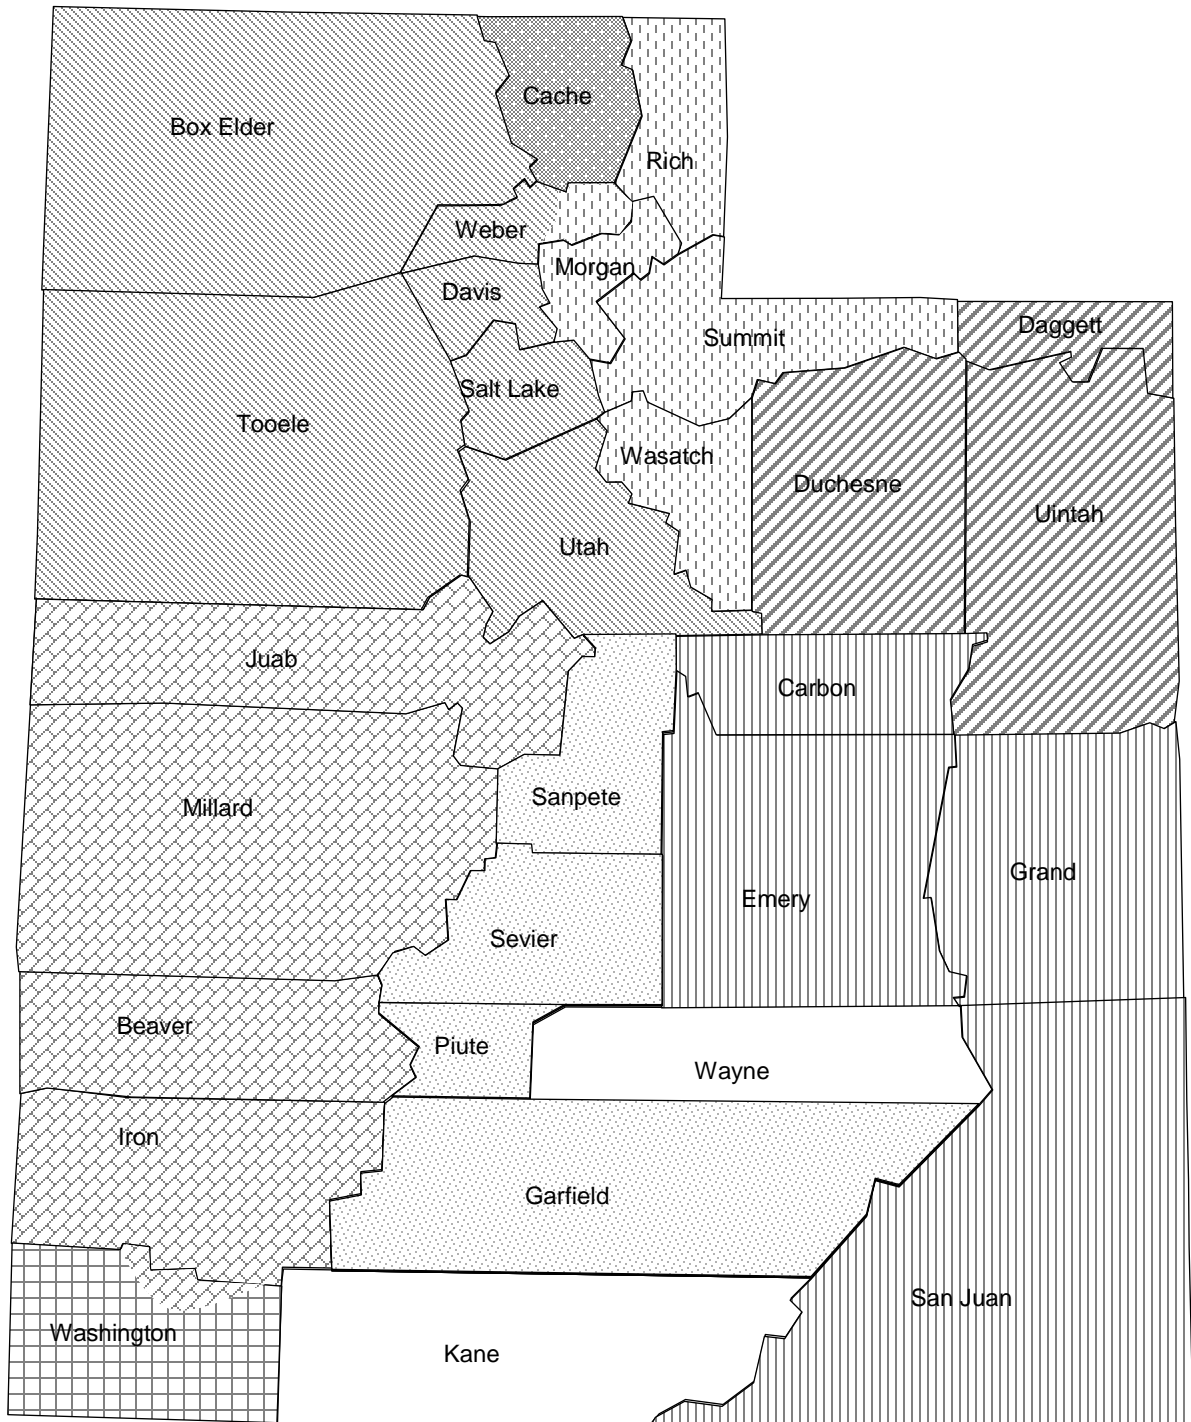 Cache
Box Elder
Rich
Weber
Morgan
Davis
Daggett
Summit
Salt Lake
Tooele
Wasatch
Duchesne
Uintah
Utah
Juab
Carbon
Sanpete
Millard
Grand
Emery
Sevier
Beaver
Piute
Wayne
Iron
Garfield
San Juan
Washington
Kane